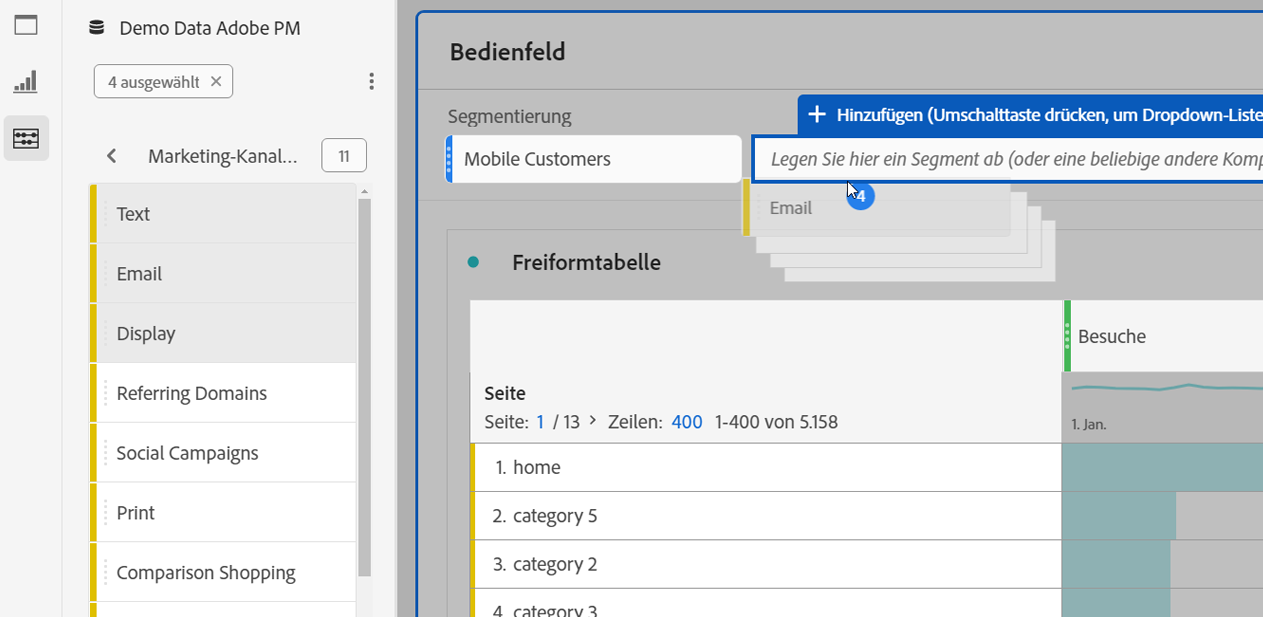 Demo Data Adobe PM
4 ausgewählt
Marketing-Kanal...
11
Text
Email
Display
Referring Domains
Social Campaigns
Print
Comparison Shopping
Bedienfeld
Segmentierung
Mobile Customers
Hinzufügen (Umschalttaste drücken, um Dropdown-Liste
Legen Sie hier ein Segment ab (oder eine beliebige andere Komp
Email
4
Freiformtabelle
Besuche
Seite
Seite: 1 / 13 > Zeilen: 400 1-400 von 5.158
1. Jan.
1. home
2. category 5
3. category 2
4. category 3